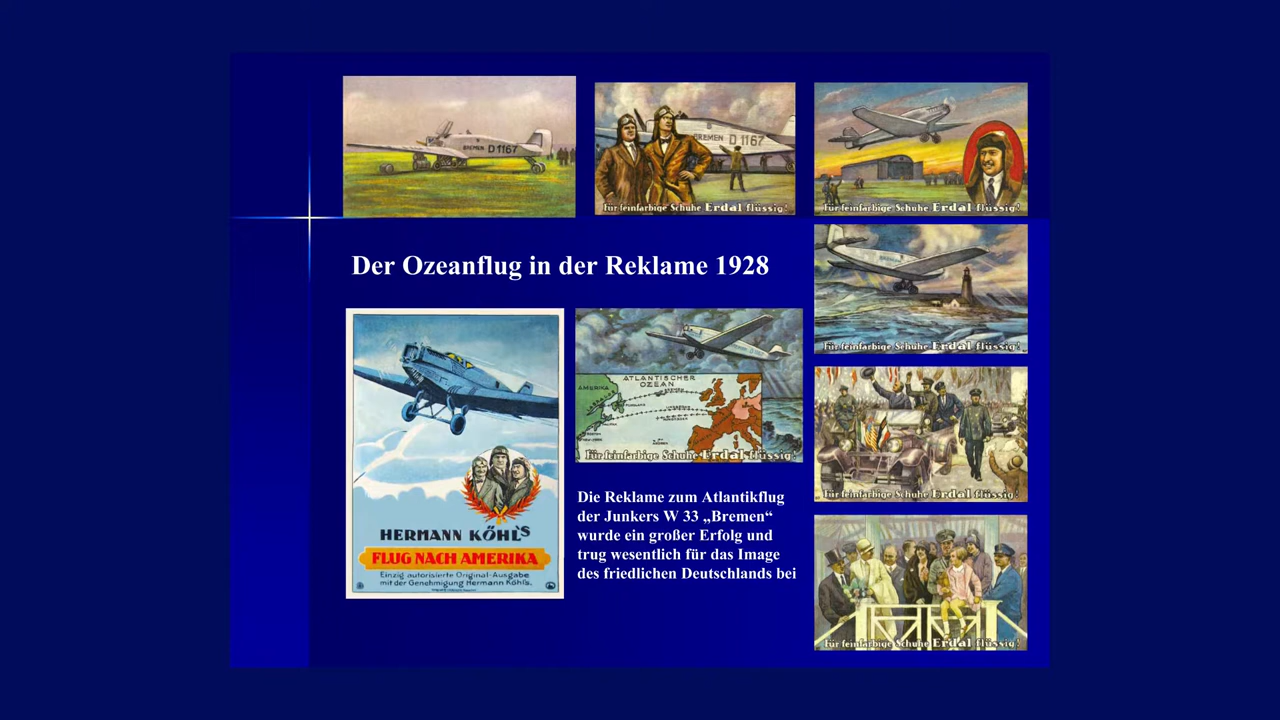 BREMEN D 1167
BREMEN D 1167
Für feinfarbige Schuhe Erdal flüssig!
Für feinfarbige Schuhe Erdal flüssig!
Der Ozeanflug in der Reklame 1928
Für feinfarbige Schuhe Erdal flüssig!
HERMANN KÖHL'S
FLUG NACH AMERIKA
Einzig autorisierte Original-Ausgabe
mit der Genehmigung Hermann Köhl's.
ATLANTISCHER
OZEAN
AMERIKA
Für feinfarbige Schuhe Erdal flüssig!
Für feinfarbige Schuhe Erdal flüssig!
Die Reklame zum Atlantikflug
der Junkers W 33 „Bremen“
wurde ein großer Erfolg und
trug wesentlich für das Image
des friedlichen Deutschlands bei
Für feinfarbige Schuhe Erdal flüssig!